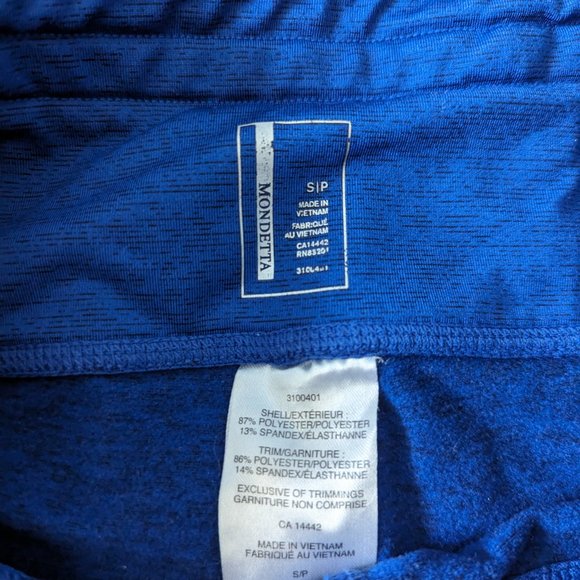 MONDETTA
S|P
MADE IN
VIETNAM
FABRIQUÉ
AU VIETNAM
CA14442
3100401
SHELL/EXTÉRIEUR :
87% POLYESTER/POLYESTER
13% SPANDEX/ÉLASTHANNE
TRIM/GARNITURE :
86% POLYESTER/POLYESTER
14% SPANDEX/ÉLASTHANNE
EXCLUSIVE OF TRIMMINGS
GARNITURE NON COMPRISE
CA 14442
MADE IN VIETNAM
FABRIQUÉ AU VIETNAM
S/P